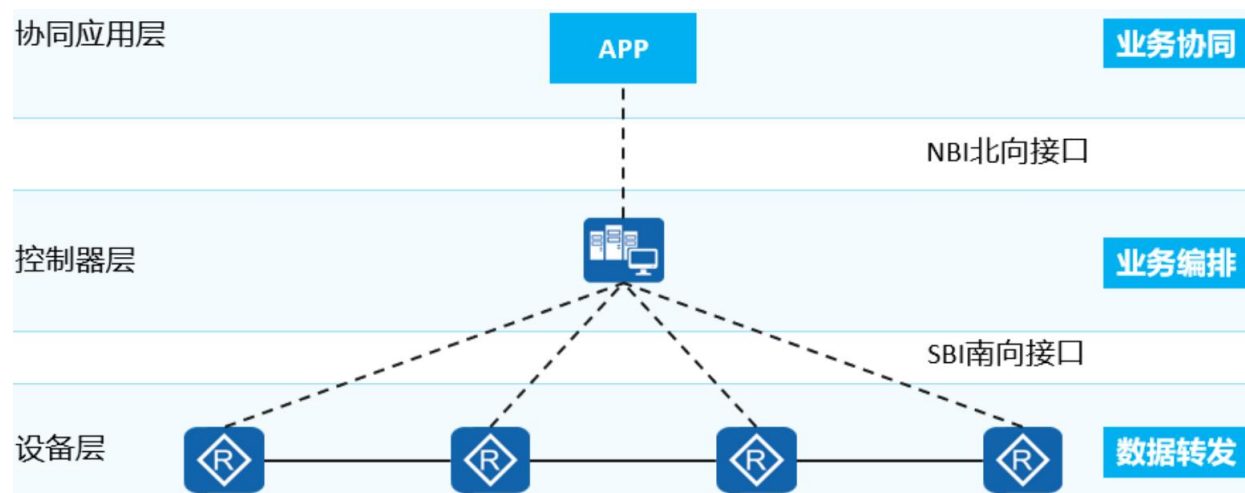 协同应用层
APP
业务协同
NBI北向接口
控制器层
业务编排
SBI南向接口
设备层
R
R
R
R
数据转发